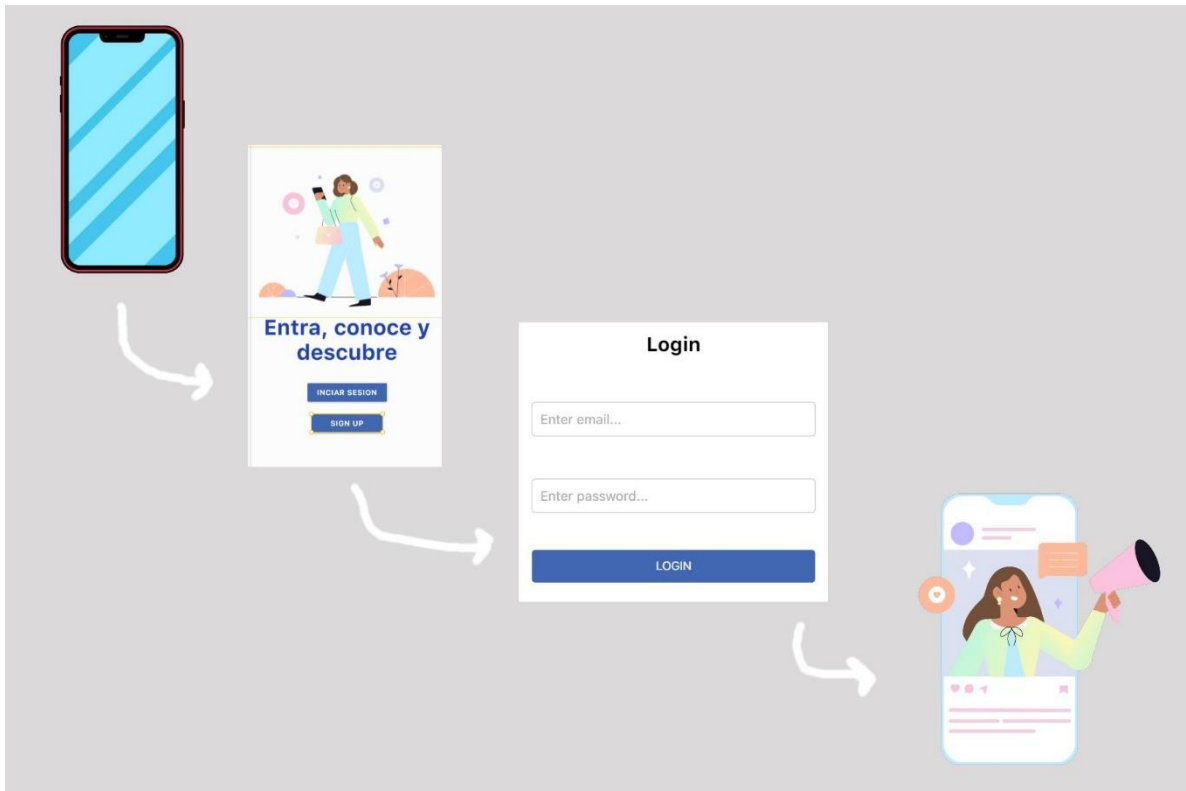 Entra, conoce y
descubre
INCIAR SESION
SIGN UP
Login
Enter email...
Enter password...
LOGIN